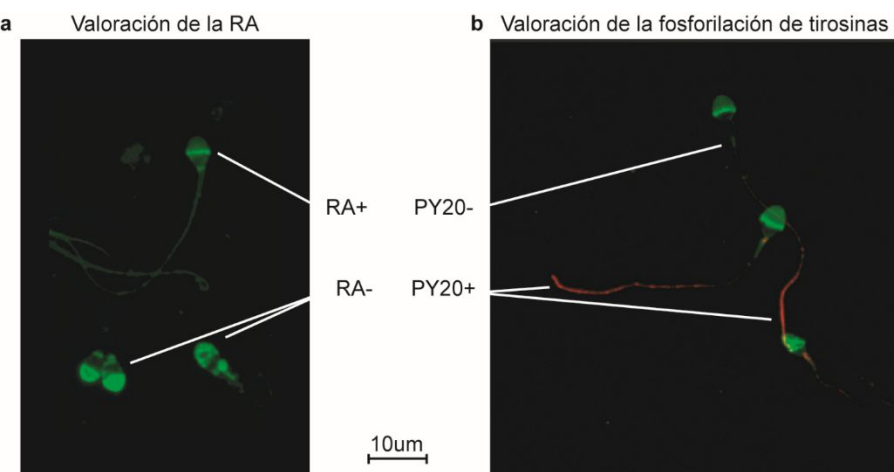 a Valoración de la RA
b Valoración de la fosforilación de tirosinas
RA+ PY20-
RA- PY20+
10um